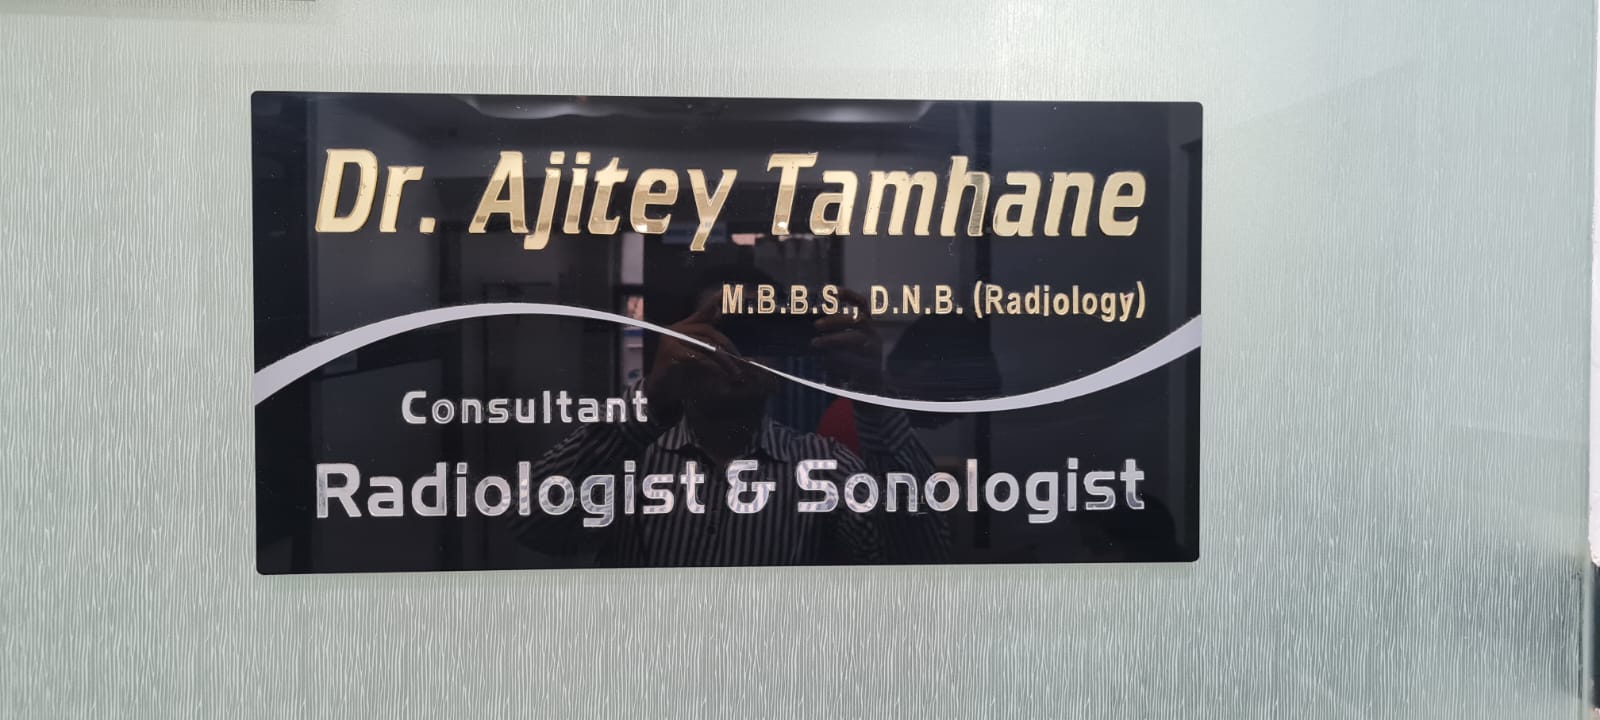 Dr. Ajitey Tamhane
M.B.B.S., D.N.B. (Radiology)
Consultant
Radiologist & Sonologist